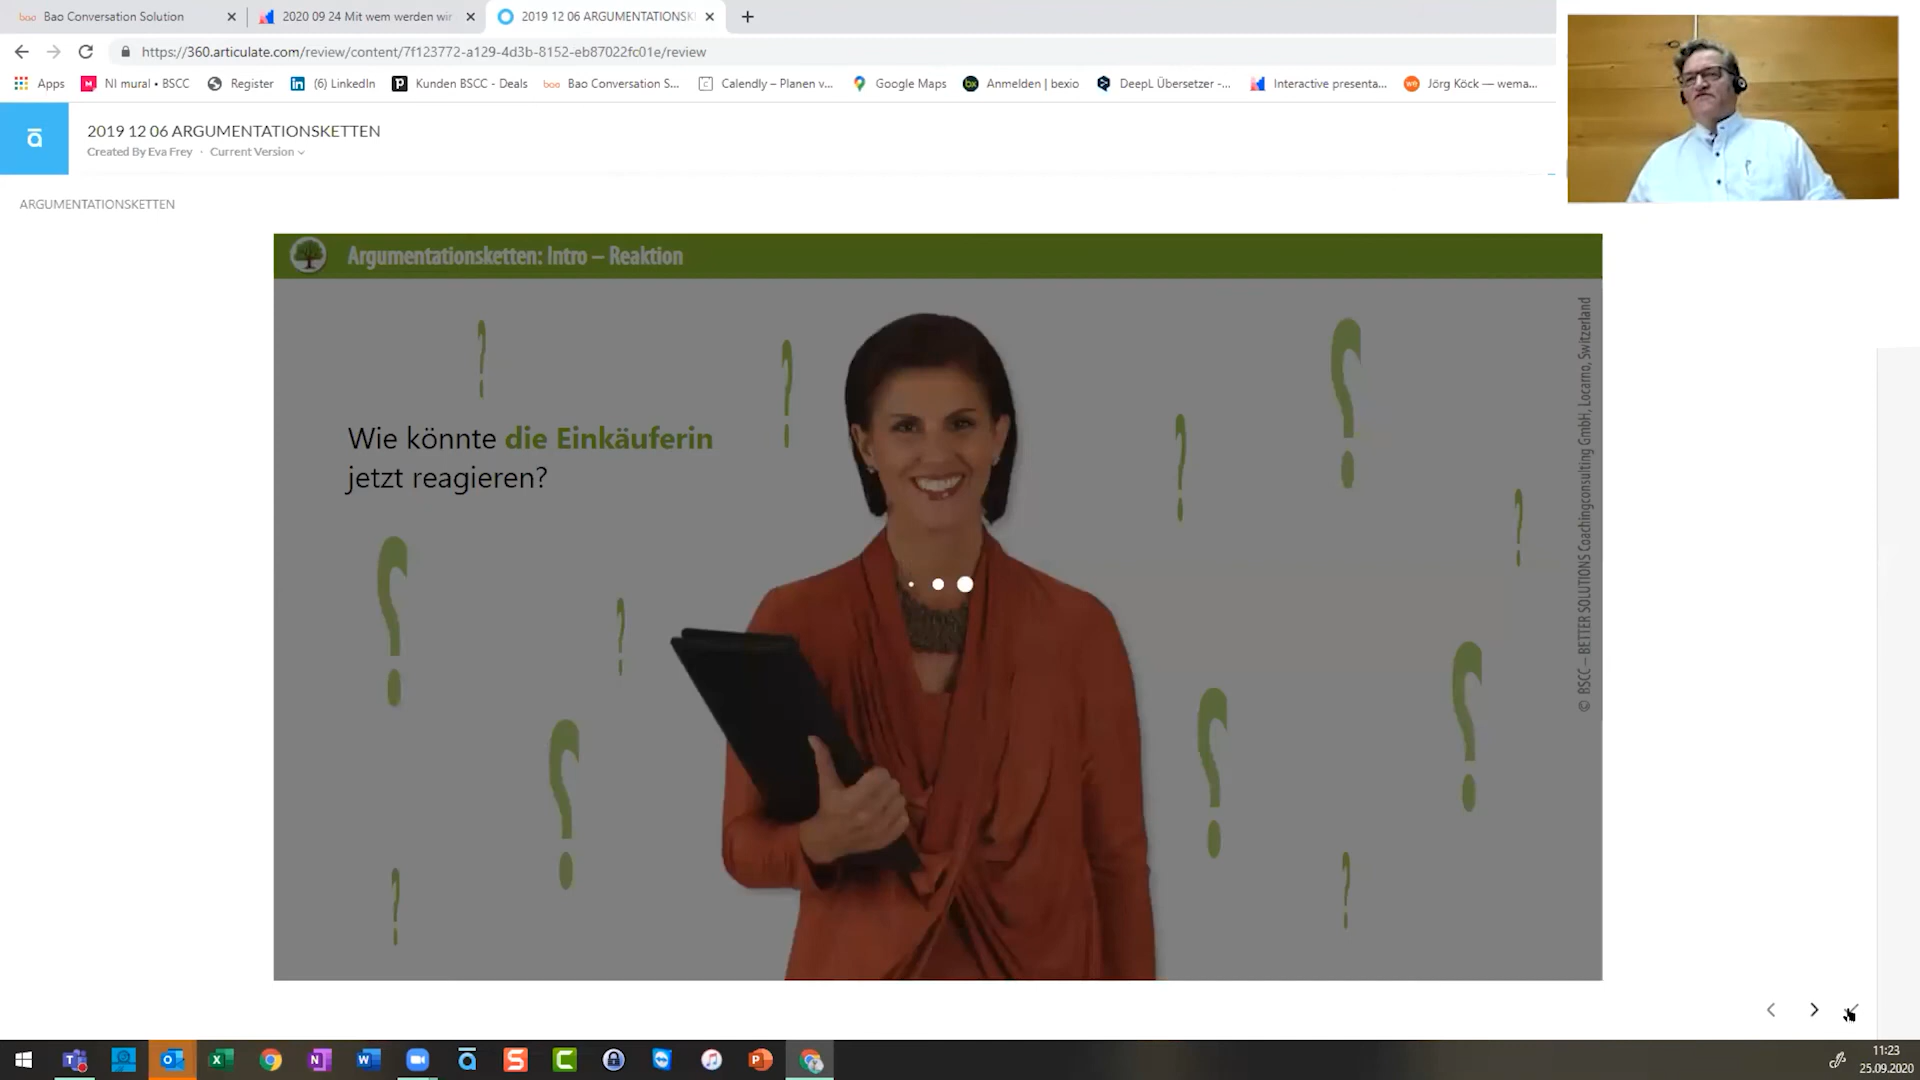 bao Bao Conversation Solution
2020 09 24 Mit wem werden wir
2019 12 06 ARGUMENTATIONSK
https://360.articulate.com/review/content/7f123772-a129-4d3b-8152-eb87022fc01e/review
Apps
NI mural • BSCC
Register
(6) LinkedIn
Kunden BSCC - Deals
bao Bao Conversation S...
Calendly – Planen v...
Google Maps
bx Anmelden | bexio
DeepL Übersetzer -...
Interactive presenta...
Jörg Köck — wema...
2019 12 06 ARGUMENTATIONSKETTEN
Created By Eva Frey · Current Version
ARGUMENTATIONSKETTEN
Argumentationsketten: Intro – Reaktion
Wie könnte die Einkäuferin
jetzt reagieren?
© BSCC – BETTER SOLUTIONS Coachingconsulting GmbH, Locarno, Switzerland
11:23
25.09.2020